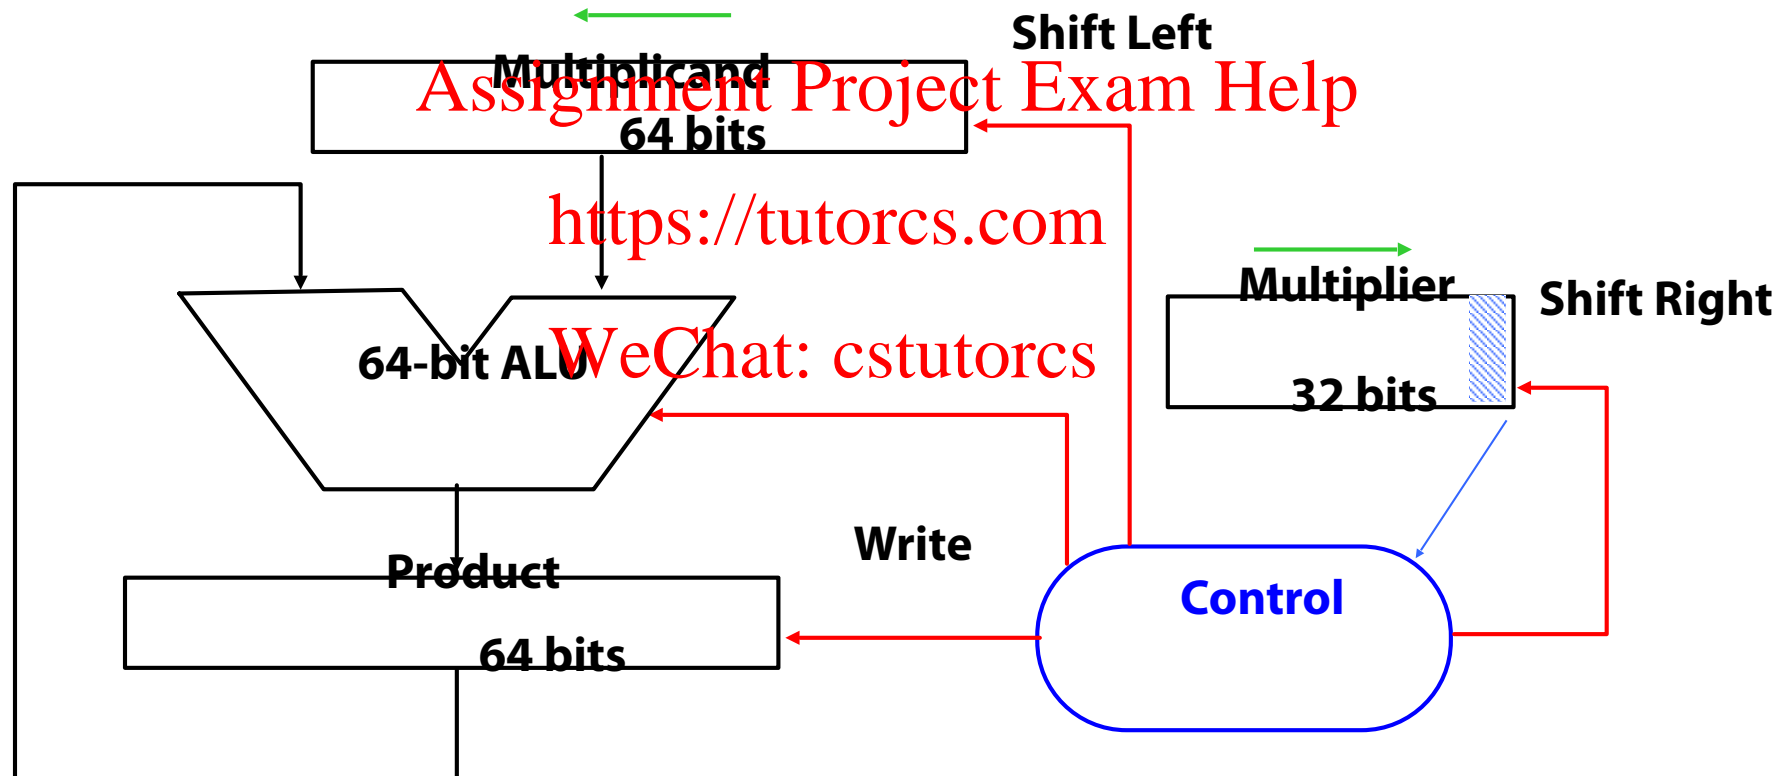 Shift Left
Multiplicand
Assignment Project Exam Help
64 bits
https://tutorcs.com
Multiplier
Shift Right
64-bit ALU
WeChat: cstutorcs
32 bits
Write
Product
Control
64 bits